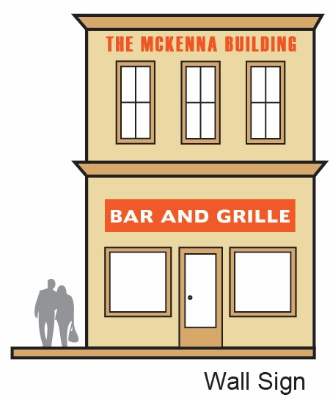 THE MCKENNA BUILDING
BAR AND GRILLE
Wall Sign